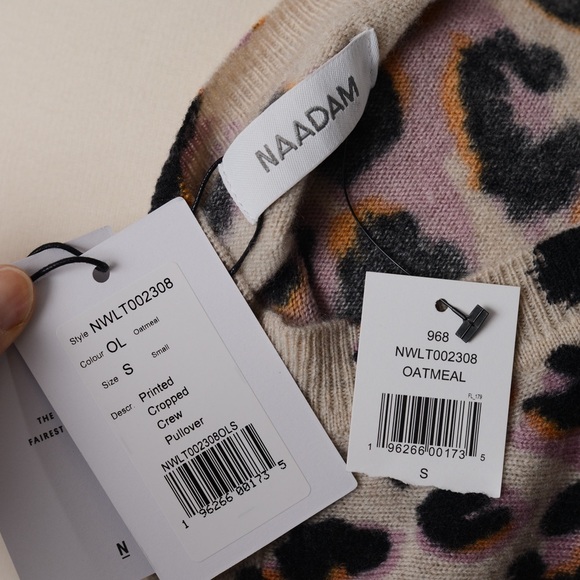 NAADAM
Style NWLT002308
Colour OL Oatmeal
Size S Small
Descr. Printed
Cropped
Crew
Pullover
NWLT002308OLS
1 96266 00173 5
THE
FAIREST
N
968
NWLT002308
OATMEAL
FL_179
1 96266 00173 5
S